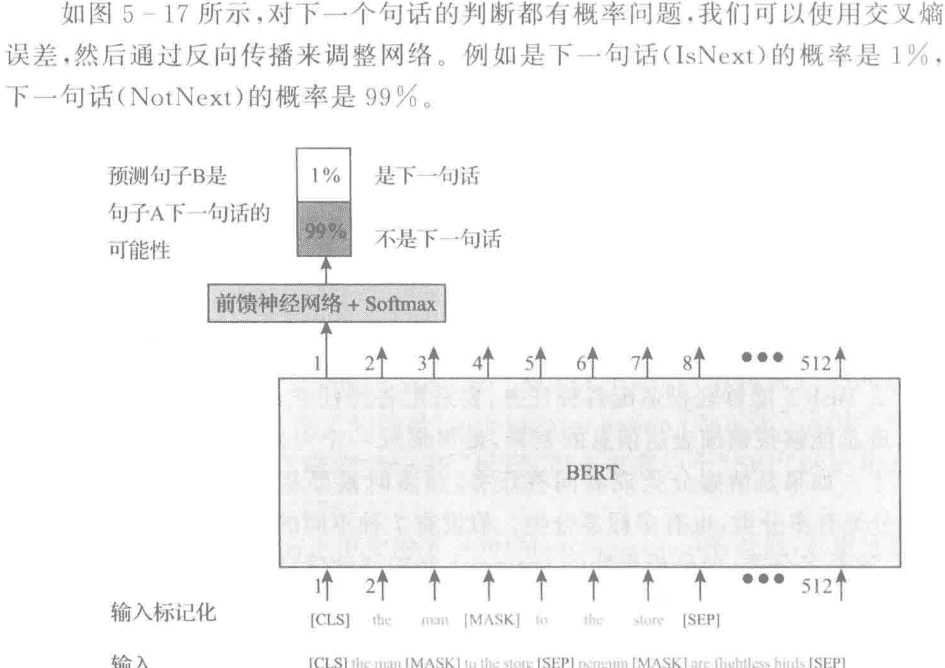 如图 5-17 所示,对下一个句话的判断都有概率问题,我们可以使用交叉熵
误差,然后通过反向传播来调整网络。例如是下一句话(IsNext)的概率是 1%,
下一句话(NotNext)的概率是 99%。
预测句子B是 1% 是下一句话
句子A下一句话的
可能性 99% 不是下一句话
前馈神经网络 + Softmax
1 2 3 4 5 6 7 8 ●●● 512
BERT
1 2 ●●● 512
输入标记化 [CLS] the man [MASK] to the store [SEP]
输入 [CLS] the man [MASK] to the store [SEP] penguin [MASK] are flightless birds [SEP]